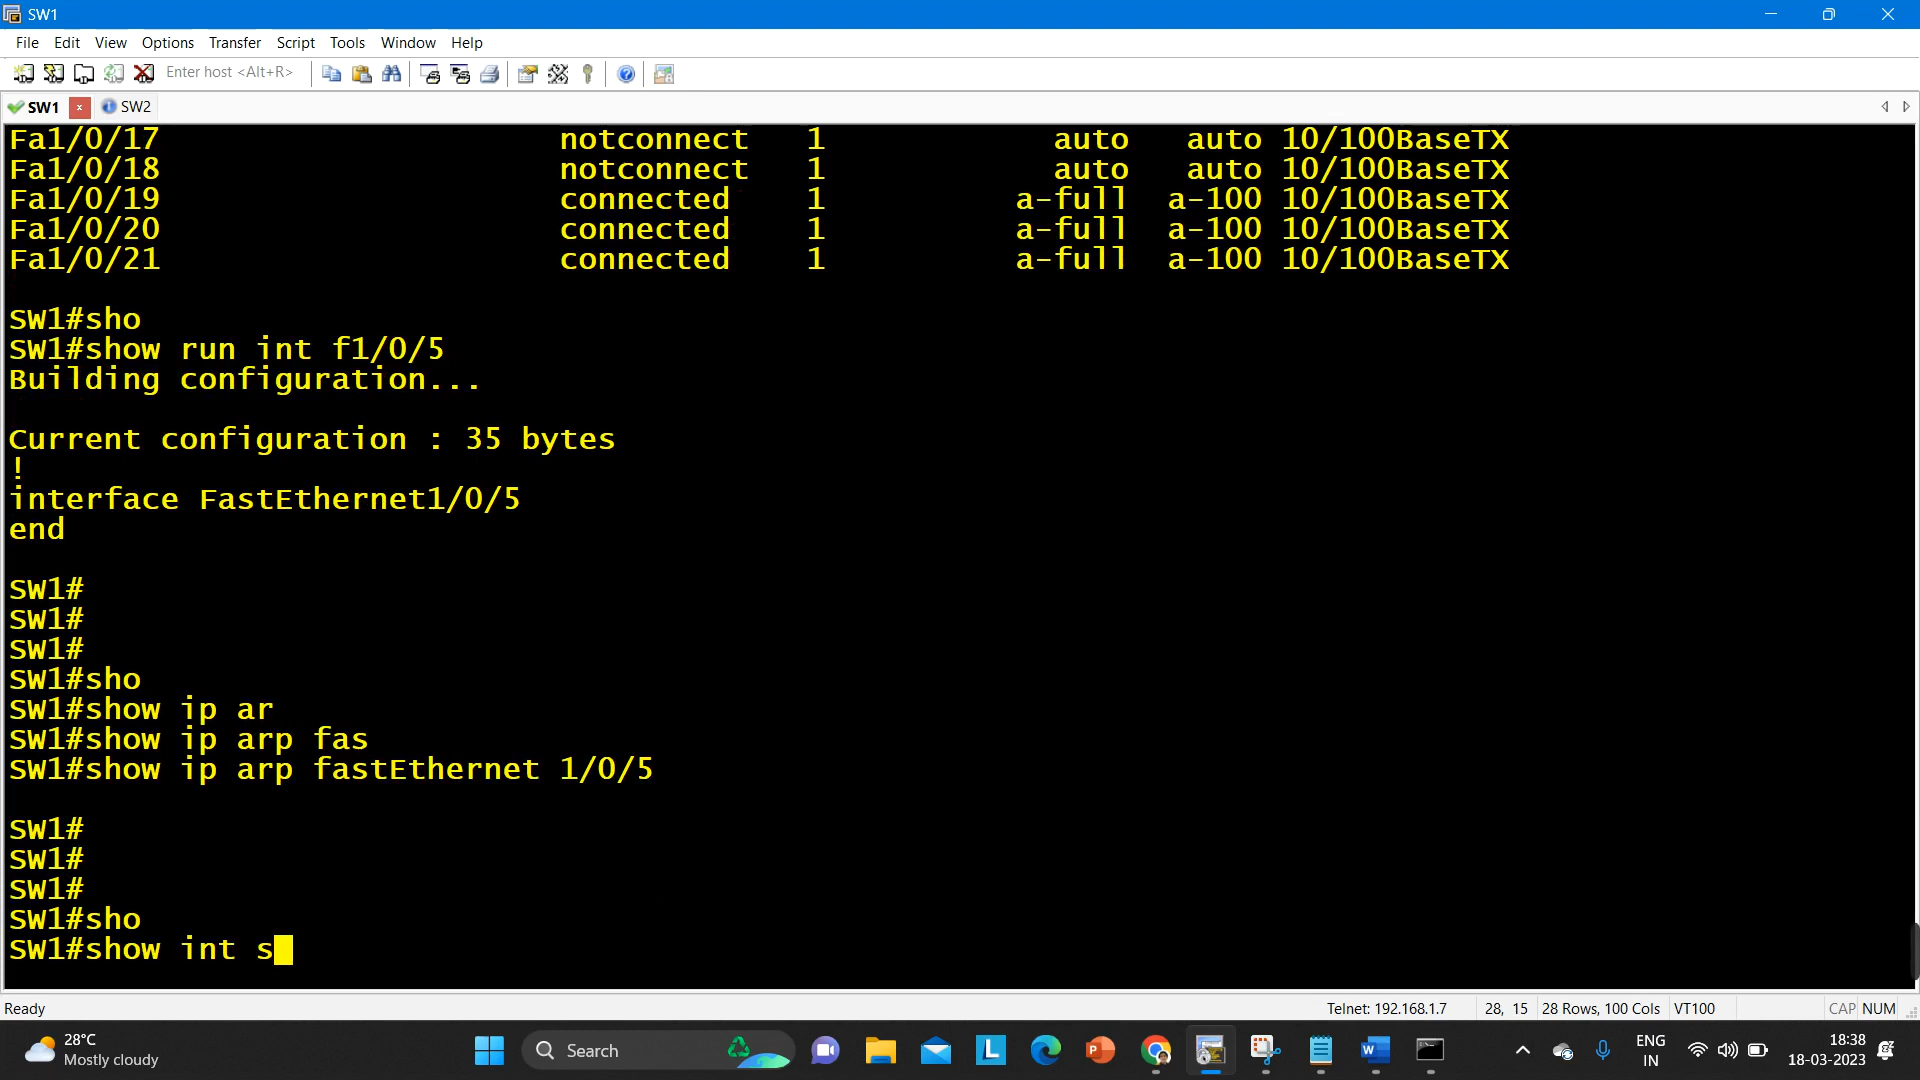 SW1
File Edit View Options Transfer Script Tools Window Help
Enter host <Alt+R>
SW1 SW2
Fa1/0/17 notconnect 1 auto auto 10/100BaseTX
Fa1/0/18 notconnect 1 auto auto 10/100BaseTX
Fa1/0/19 connected 1 a-full a-100 10/100BaseTX
Fa1/0/20 connected 1 a-full a-100 10/100BaseTX
Fa1/0/21 connected 1 a-full a-100 10/100BaseTX
SW1#sho
SW1#show run int f1/0/5
Building configuration...
Current configuration : 35 bytes
!
interface FastEthernet1/0/5
end
SW1#
SW1#
SW1#
SW1#sho
SW1#show ip ar
SW1#show ip arp fas
SW1#show ip arp fastEthernet 1/0/5
SW1#
SW1#
SW1#
SW1#sho
SW1#show int s
Ready Telnet: 192.168.1.7 28, 15 28 Rows, 100 Cols VT100 CAP NUM
28°C
Mostly cloudy
Search
L
P
W
ENG
IN
18:38
18-03-2023